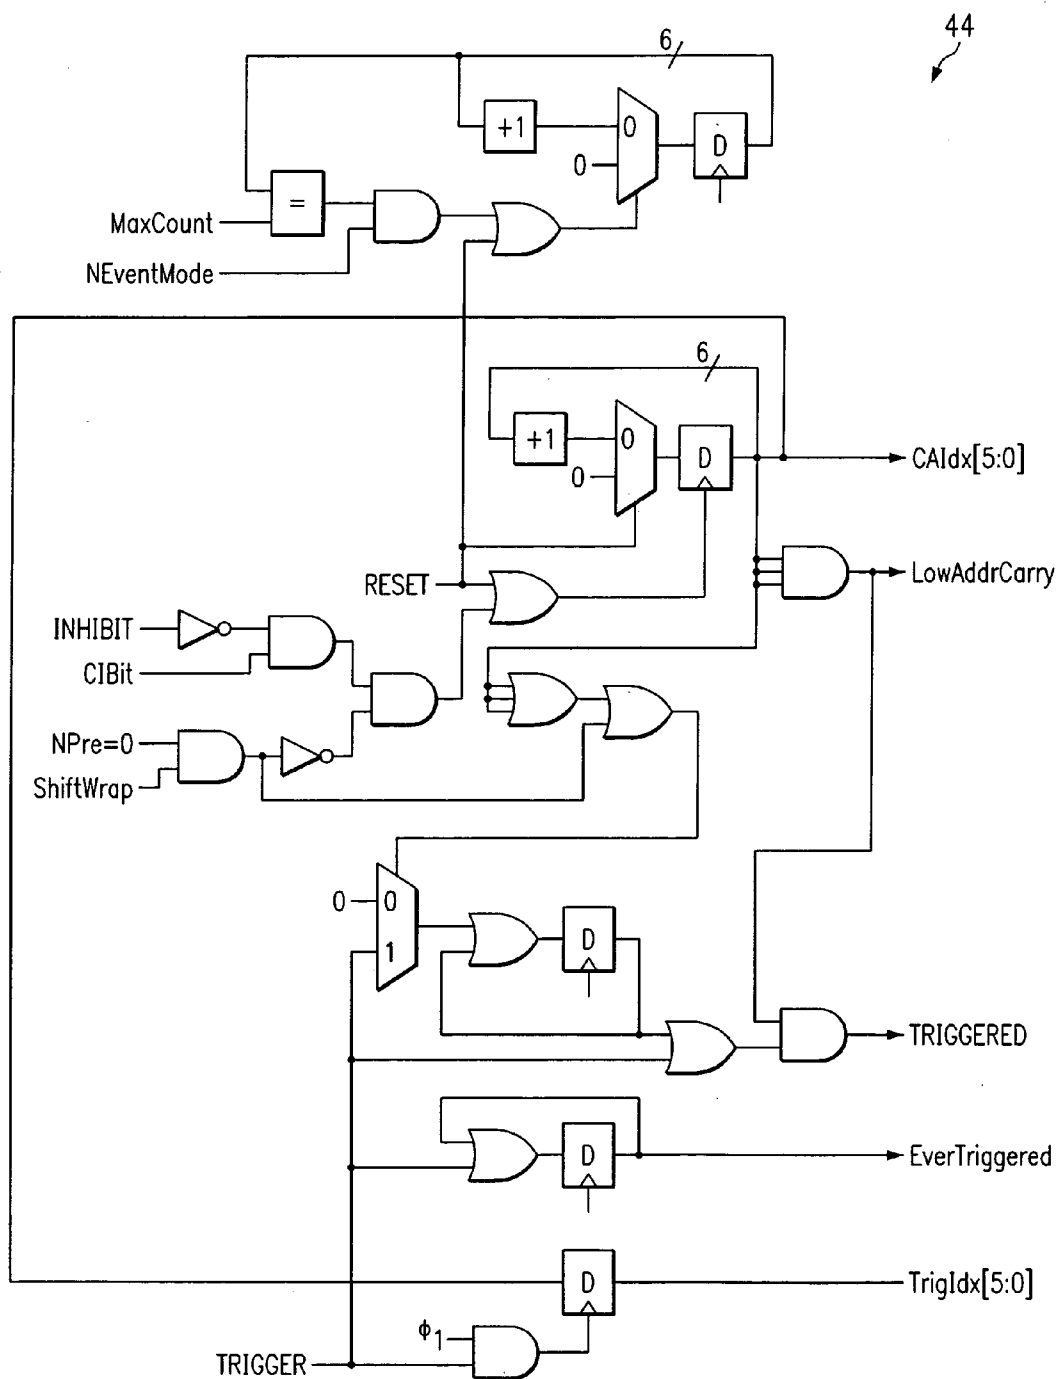 44
6
+1
0
0
D
=
MaxCount
NEventMode
6
+1
0
0
D
CAIdx[5:0]
RESET
LowAddrCarry
INHIBIT
CIBit
NPre=0
ShiftWrap
0
0
1
D
TRIGGERED
D
EverTriggered
D
TrigIdx[5:0]
ϕ1
TRIGGER